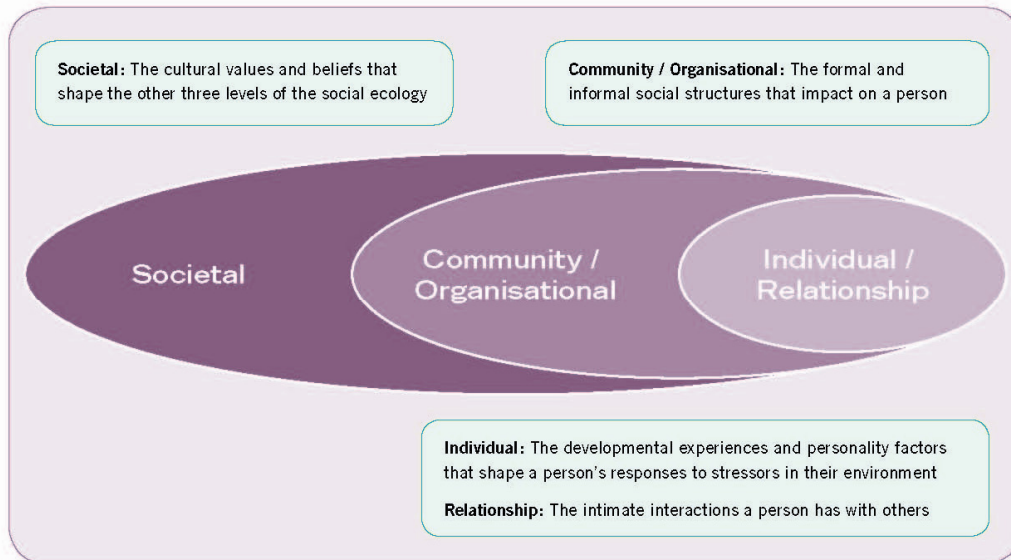 Societal: The cultural values and beliefs that
shape the other three levels of the social ecology
Community / Organisational: The formal and
informal social structures that impact on a person
Societal
Community /
Organisational
Individual /
Relationship
Individual: The developmental experiences and personality factors
that shape a person's responses to stressors in their environment
Relationship: The intimate interactions a person has with others